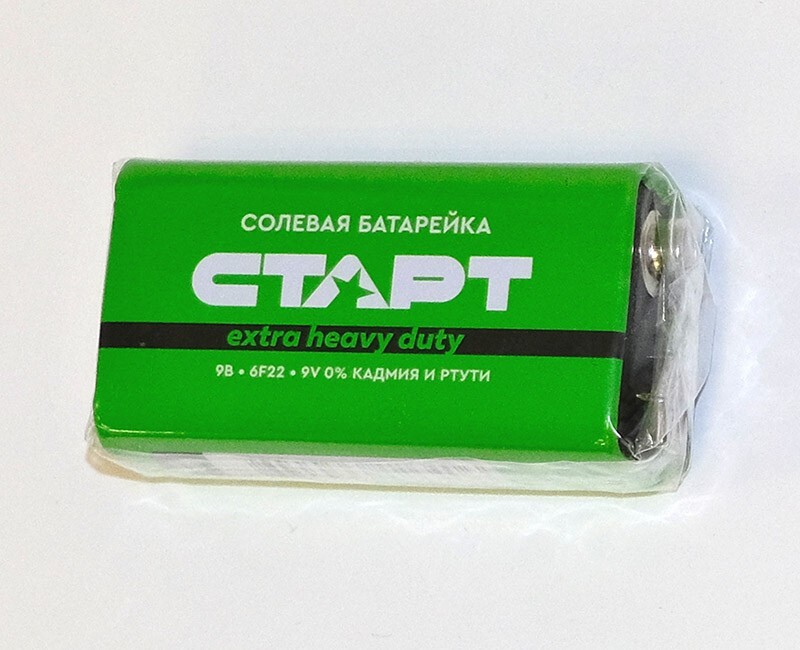 СОЛЕВАЯ БАТАРЕЙКА
СТАРТ
extra heavy duty
9В • 6F22 • 9V 0% КАДМИЯ И РТУТИ